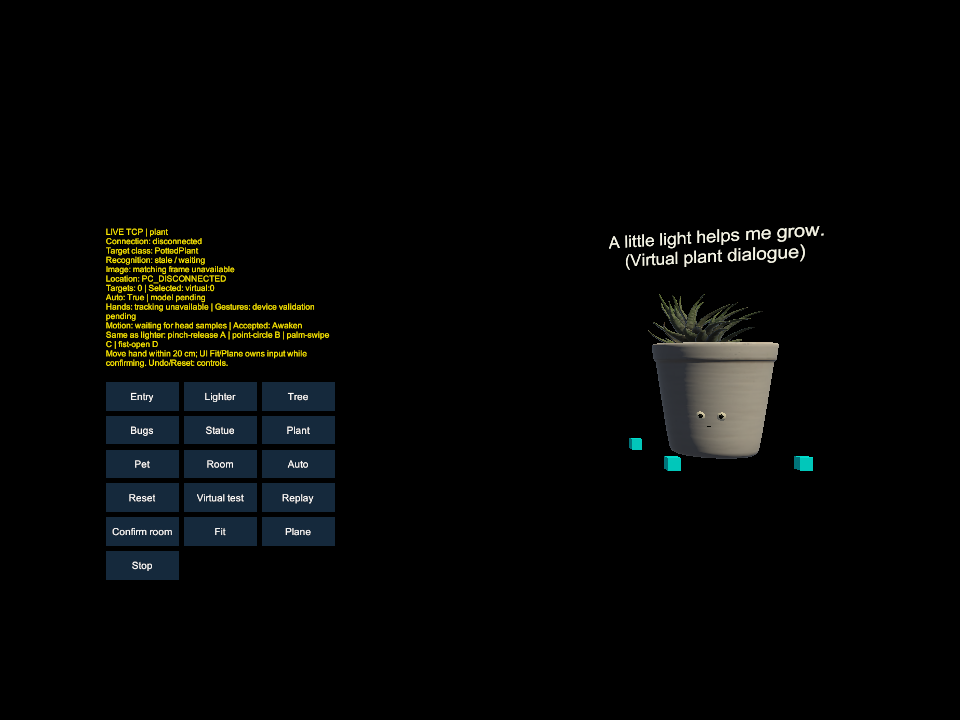 LIVE TCP | plant
Connection: disconnected
Target class: PottedPlant
Recognition: stale / waiting
Image: matching frame unavailable
Location: PC_DISCONNECTED
Targets: 0 | Selected: virtual:0
Auto: True | model pending
Hands: tracking unavailable | Gestures: device validation
pending
Motion: waiting for head samples | Accepted: Awaken
Same as lighter: pinch-release A | point-circle B | palm-swipe
C | fist-open D
Move hand within 20 cm; UI Fit/Plane owns input while
confirming. Undo/Reset: controls.
Entry
Lighter
Tree
Bugs
Statue
Plant
Pet
Room
Auto
Reset
Virtual test
Replay
Confirm room
Fit
Plane
Stop
A little light helps me grow.
(Virtual plant dialogue)